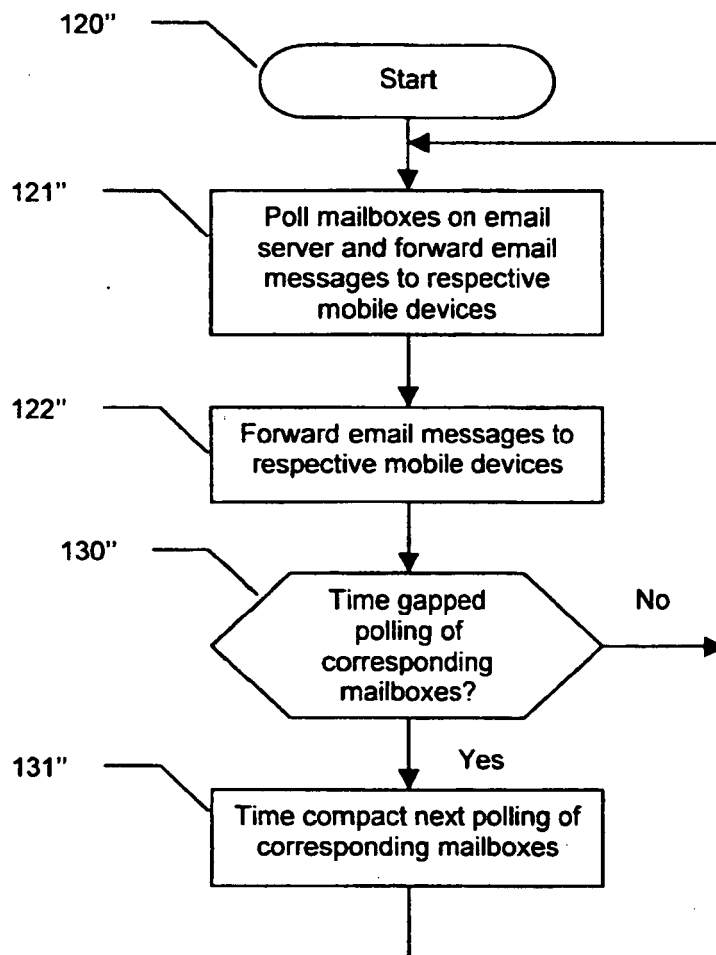 120"
Start
121"
Poll mailboxes on email
server and forward email
messages to respective
mobile devices
122"
Forward email messages to
respective mobile devices
130"
Time gapped
polling of
corresponding
mailboxes?
No
Yes
131"
Time compact next polling of
corresponding mailboxes